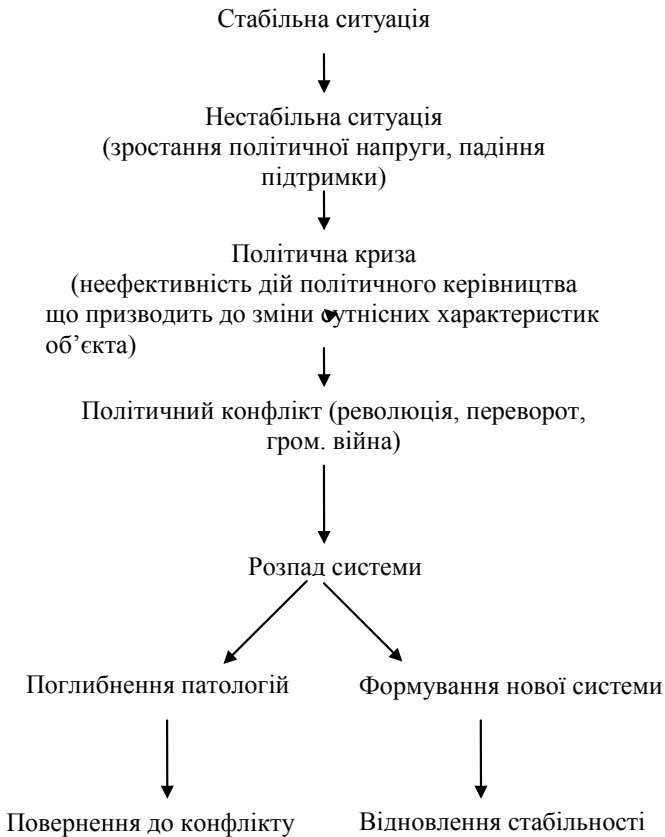 Стабільна ситуація
Нестабільна ситуація
(зростання політичної напруги, падіння
підтримки)
Політична криза
(неефективність дій політичного керівництва
що призводить до зміни сутнісних характеристик
об’єкта)
Політичний конфлікт (революція, переворот,
гром. війна)
Розпад системи
Поглибнення патологій
Формування нової системи
Повернення до конфлікту
Відновлення стабільності